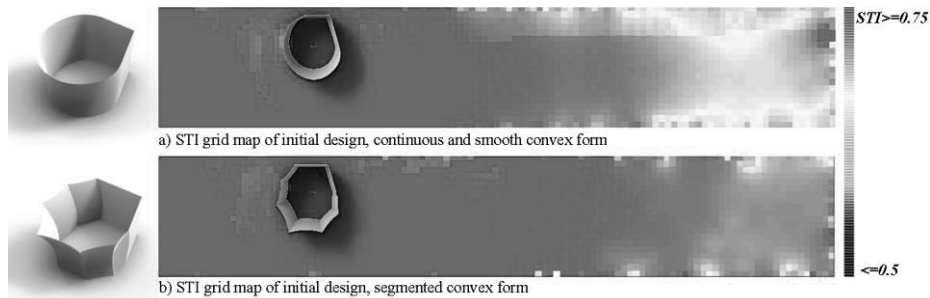 STI>=0.75
a) STI grid map of initial design, continuous and smooth convex form
<=0.5
b) STI grid map of initial design, segmented convex form